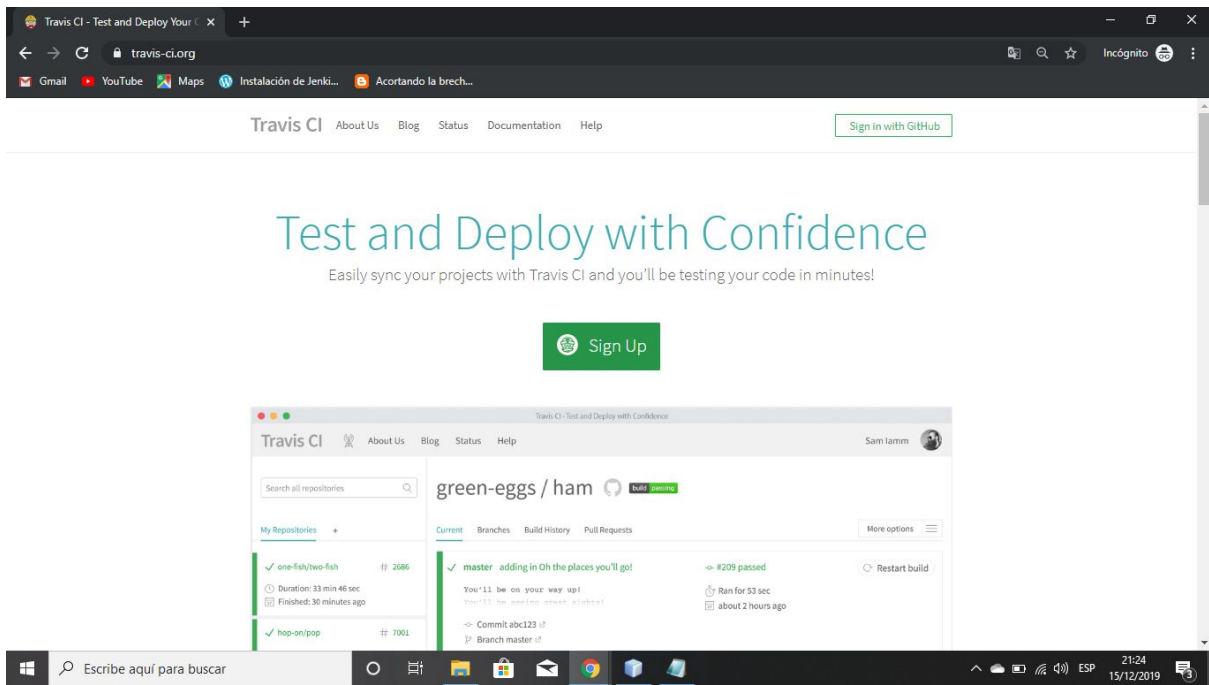 Travis CI - Test and Deploy Your C
travis-ci.org
Incógnito
Gmail YouTube Maps Instalación de Jenki... Acortando la brech...
Travis CI About Us Blog Status Documentation Help Sign in with GitHub
Test and Deploy with Confidence
Easily sync your projects with Travis CI and you'll be testing your code in minutes!
Sign Up
Travis CI - Test and Deploy with Confidence
Travis CI About Us Blog Status Help Sam Iamm
Search all repositories
green-eggs / ham build passing
My Repositories +
Current Branches Build History Pull Requests More options
one-fish/two-fish # 2686
Duration: 33 min 46 sec
Finished: 30 minutes ago
hop-on/pop # 7001
master adding in Oh the places you'll go! #209 passed Restart build
You'll be on your way up! Ran for 53 sec
You'll be seeing great sights! about 2 hours ago
Commit abc123
Branch master
Escribe aquí para buscar
ESP
21:24
15/12/2019
3